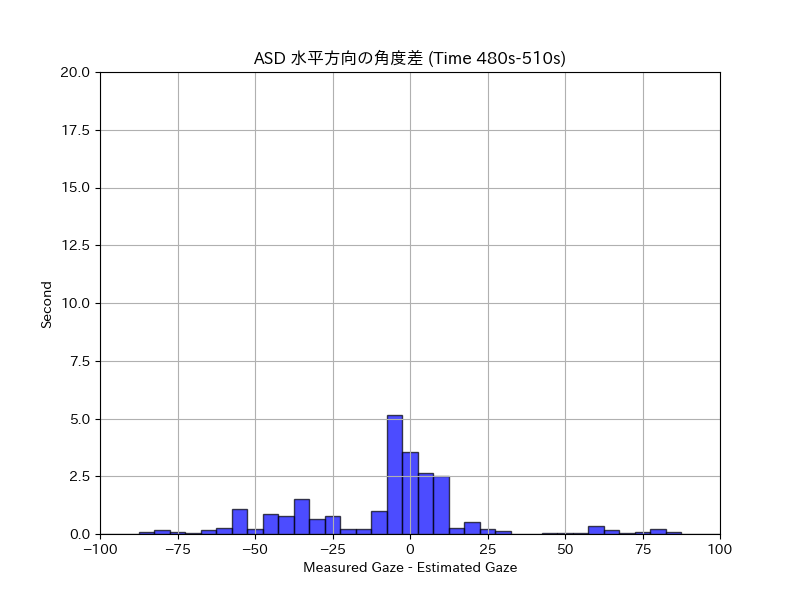 ASD 水平方向の角度差 (Time 480s-510s)
20.0
17.5
15.0
12.5
10.0
7.5
5.0
2.5
0.0
Second
−100 −75 −50 −25 0 25 50 75 100
Measured Gaze - Estimated Gaze